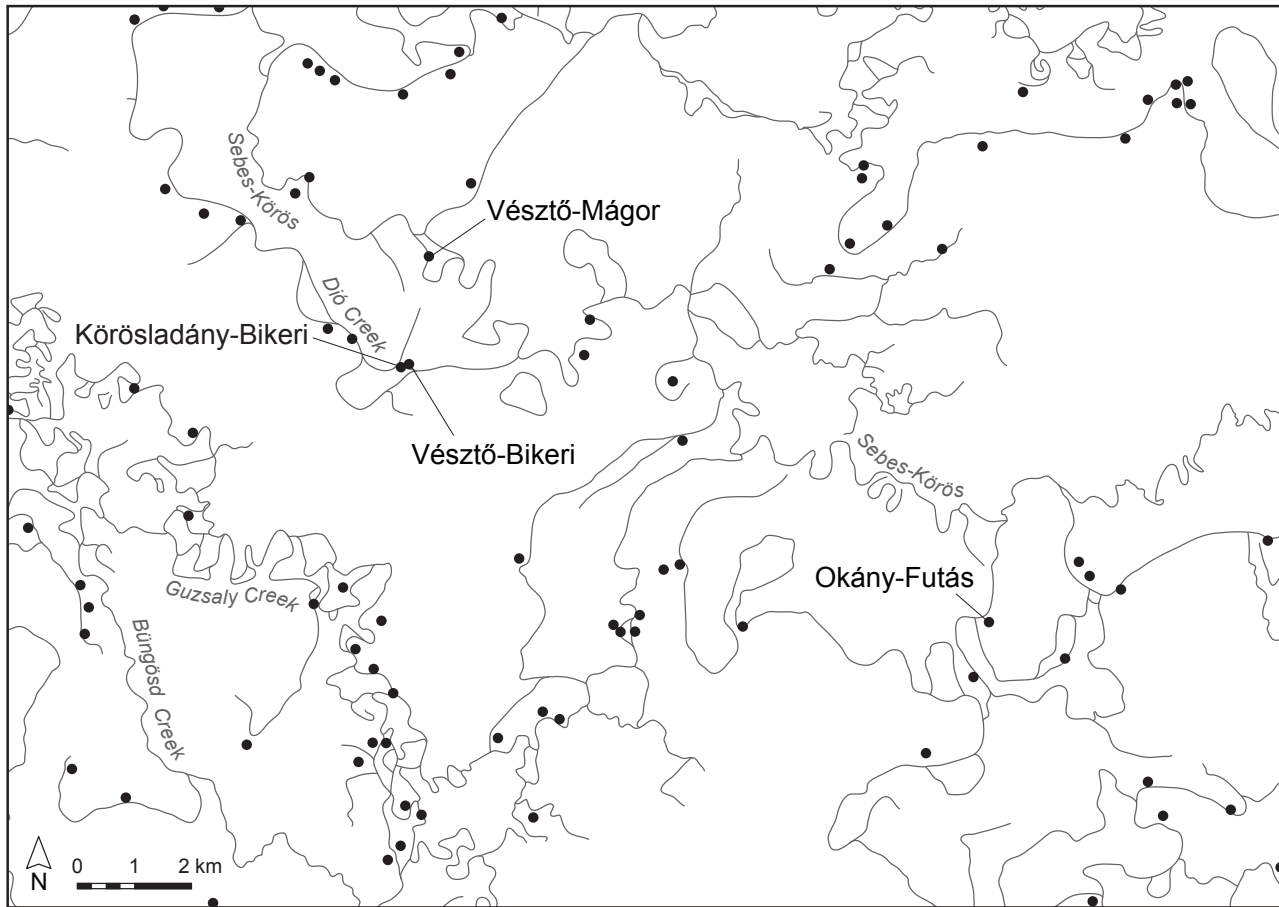 Sebes-Körös
Vésztő-Mágor
Dió Creek
Körösladány-Bikeri
Vésztő-Bikeri
Sebes-Körös
Okány-Futás
Guzsaly Creek
Büngösd Creek
0 1 2 km
N